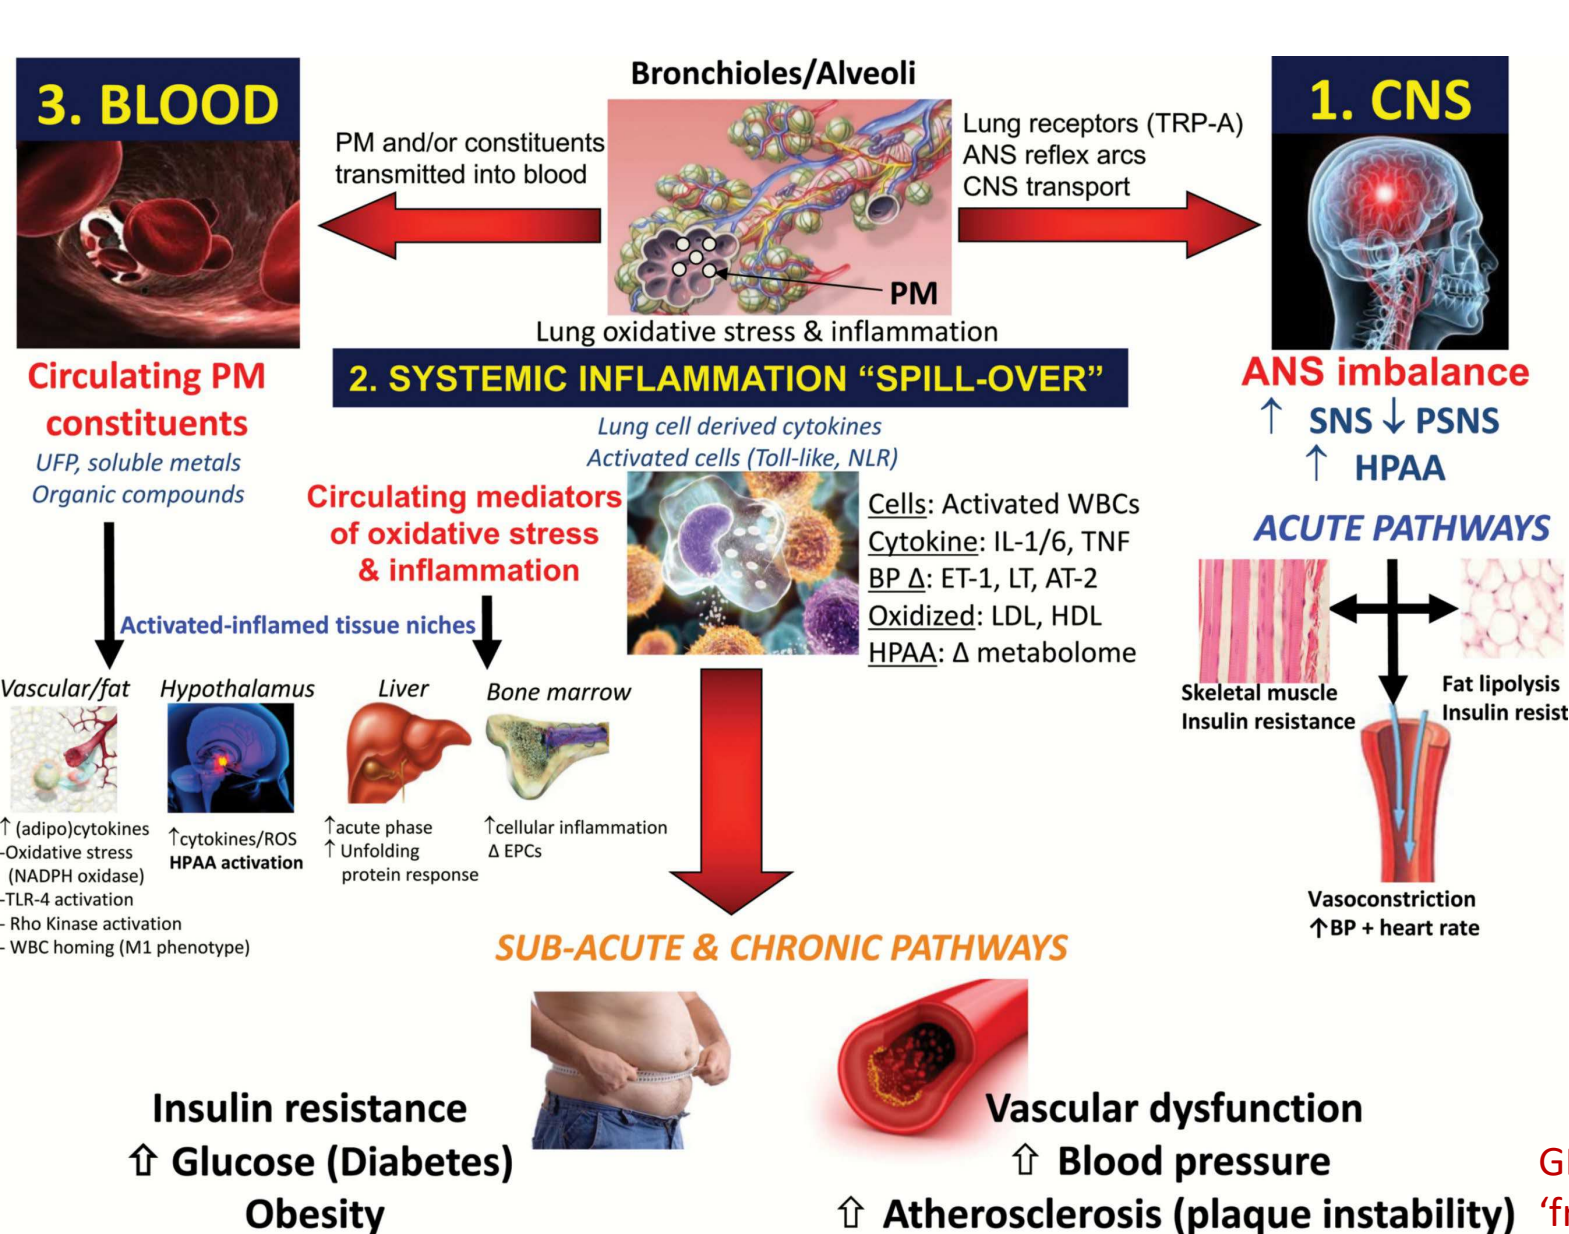 3. BLOOD
Bronchioles/Alveoli
1. CNS
PM and/or constituents
transmitted into blood
Lung receptors (TRP-A)
ANS reflex arcs
CNS transport
PM
Lung oxidative stress & inflammation
2. SYSTEMIC INFLAMMATION “SPILL-OVER”
Circulating PM
constituents
UFP, soluble metals
Organic compounds
Lung cell derived cytokines
Activated cells (Toll-like, NLR)
Circulating mediators
of oxidative stress
& inflammation
Cells: Activated WBCs
Cytokine: IL-1/6, TNF
BP Δ: ET-1, LT, AT-2
Oxidized: LDL, HDL
HPAA: Δ metabolome
ANS imbalance
↑ SNS ↓ PSNS
↑ HPAA
ACUTE PATHWAYS
Skeletal muscle
Insulin resistance
Fat lipolysis
Insulin resist
Vasoconstriction
↑BP + heart rate
Activated-inflamed tissue niches
Vascular/fat
↑ (adipo)cytokines
-Oxidative stress
(NADPH oxidase)
-TLR-4 activation
- Rho Kinase activation
- WBC homing (M1 phenotype)
Hypothalamus
↑cytokines/ROS
HPAA activation
Liver
↑acute phase
↑ Unfolding
protein response
Bone marrow
↑cellular inflammation
Δ EPCs
SUB-ACUTE & CHRONIC PATHWAYS
Insulin resistance
⇧ Glucose (Diabetes)
Obesity
Vascular dysfunction
⇧ Blood pressure
⇧ Atherosclerosis (plaque instability)